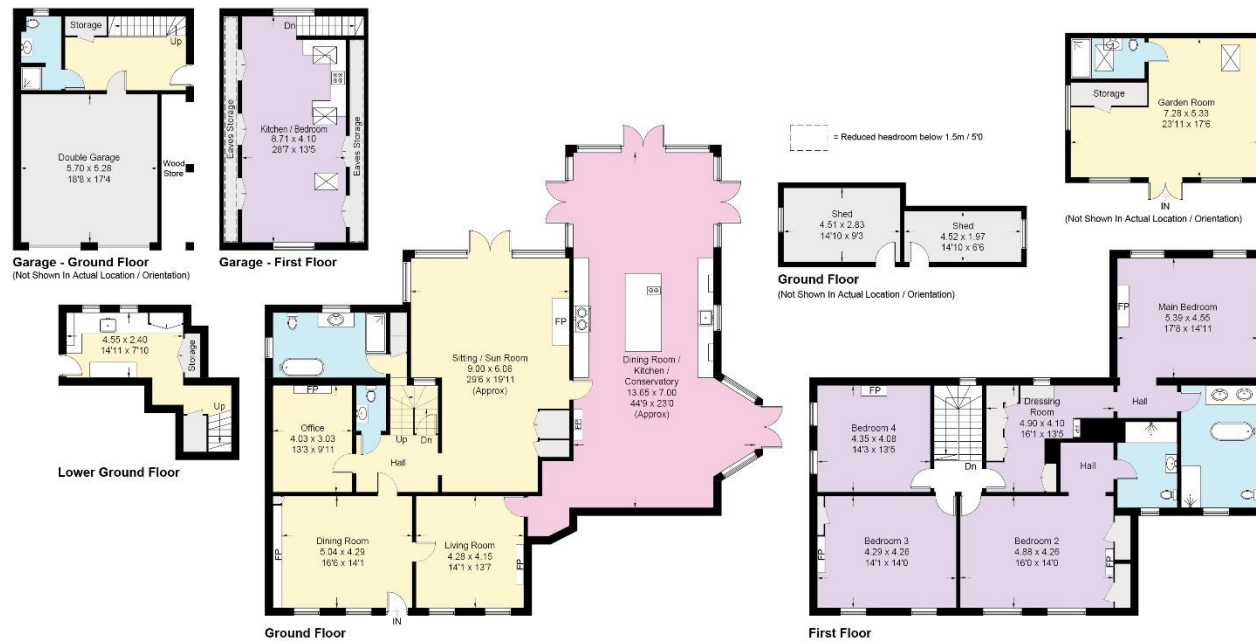 Storage
Up
Double Garage
5.70 x 5.28
18'8 x 17'4
Wood
Store
Garage - Ground Floor
(Not Shown In Actual Location / Orientation)
Dn
Eaves Storage
Kitchen / Bedroom
8.71 x 4.10
28'7 x 13'5
Eaves Storage
Garage - First Floor
4.55 x 2.40
14'11 x 7'10
Storage
Up
Lower Ground Floor
FP
Office
4.03 x 3.03
13'3 x 9'11
Up
Dn
Hall
Sitting / Sun Room
9.00 x 6.06
29'6 x 19'11
(Approx)
FP
FP
Dining Room /
Kitchen /
Conservatory
13.65 x 7.00
44'9 x 23'0
(Approx)
FP
Dining Room
5.04 x 4.29
16'6 x 14'1
Living Room
4.28 x 4.15
14'1 x 13'7
FP
IN
Ground Floor
= Reduced headroom below 1.5m / 5'0
Shed
4.51 x 2.83
14'10 x 9'3
Shed
4.52 x 1.97
14'10 x 6'6
Ground Floor
(Not Shown In Actual Location / Orientation)
Storage
Garden Room
7.28 x 5.33
23'11 x 17'6
IN
(Not Shown In Actual Location / Orientation)
FP
Main Bedroom
5.39 x 4.55
17'8 x 14'11
FP
Bedroom 4
4.35 x 4.08
14'3 x 13'5
Dn
Dressing
Room
4.90 x 4.10
16'1 x 13'5
FP
Hall
Hall
FP
Bedroom 3
4.29 x 4.26
14'1 x 14'0
Bedroom 2
4.88 x 4.26
16'0 x 14'0
FP
First Floor